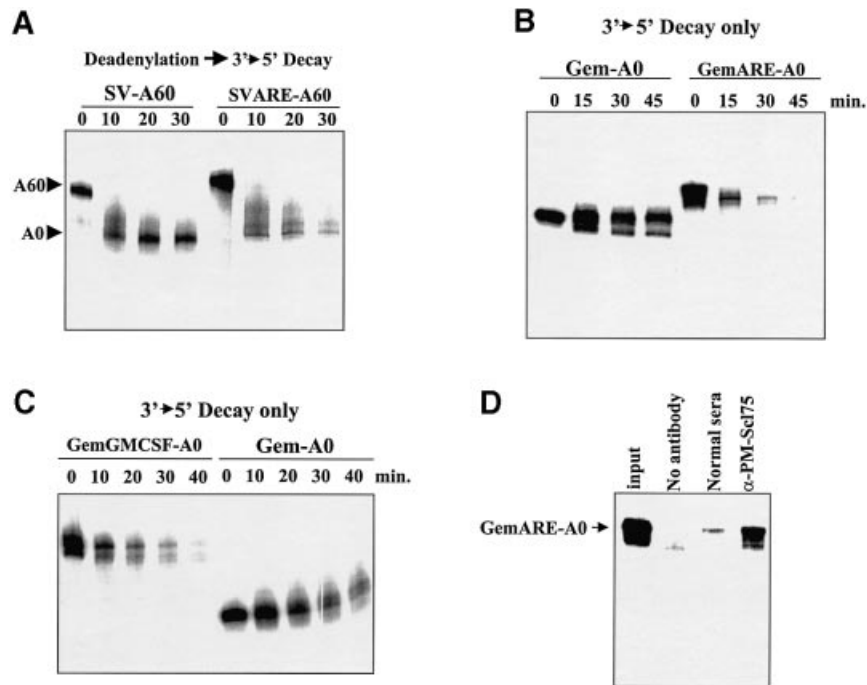 A
Deadenylation → 3'→5' Decay
SV-A60 SVARE-A60
0 10 20 30 0 10 20 30
A60
A0
B
3'→5' Decay only
Gem-A0 GemARE-A0
0 15 30 45 0 15 30 45 min.
C
3'→5' Decay only
GemGMCSF-A0 Gem-A0
0 10 20 30 40 0 10 20 30 40 min.
D
input
No antibody
Normal sera
α-PM-Scl75
GemARE-A0 →